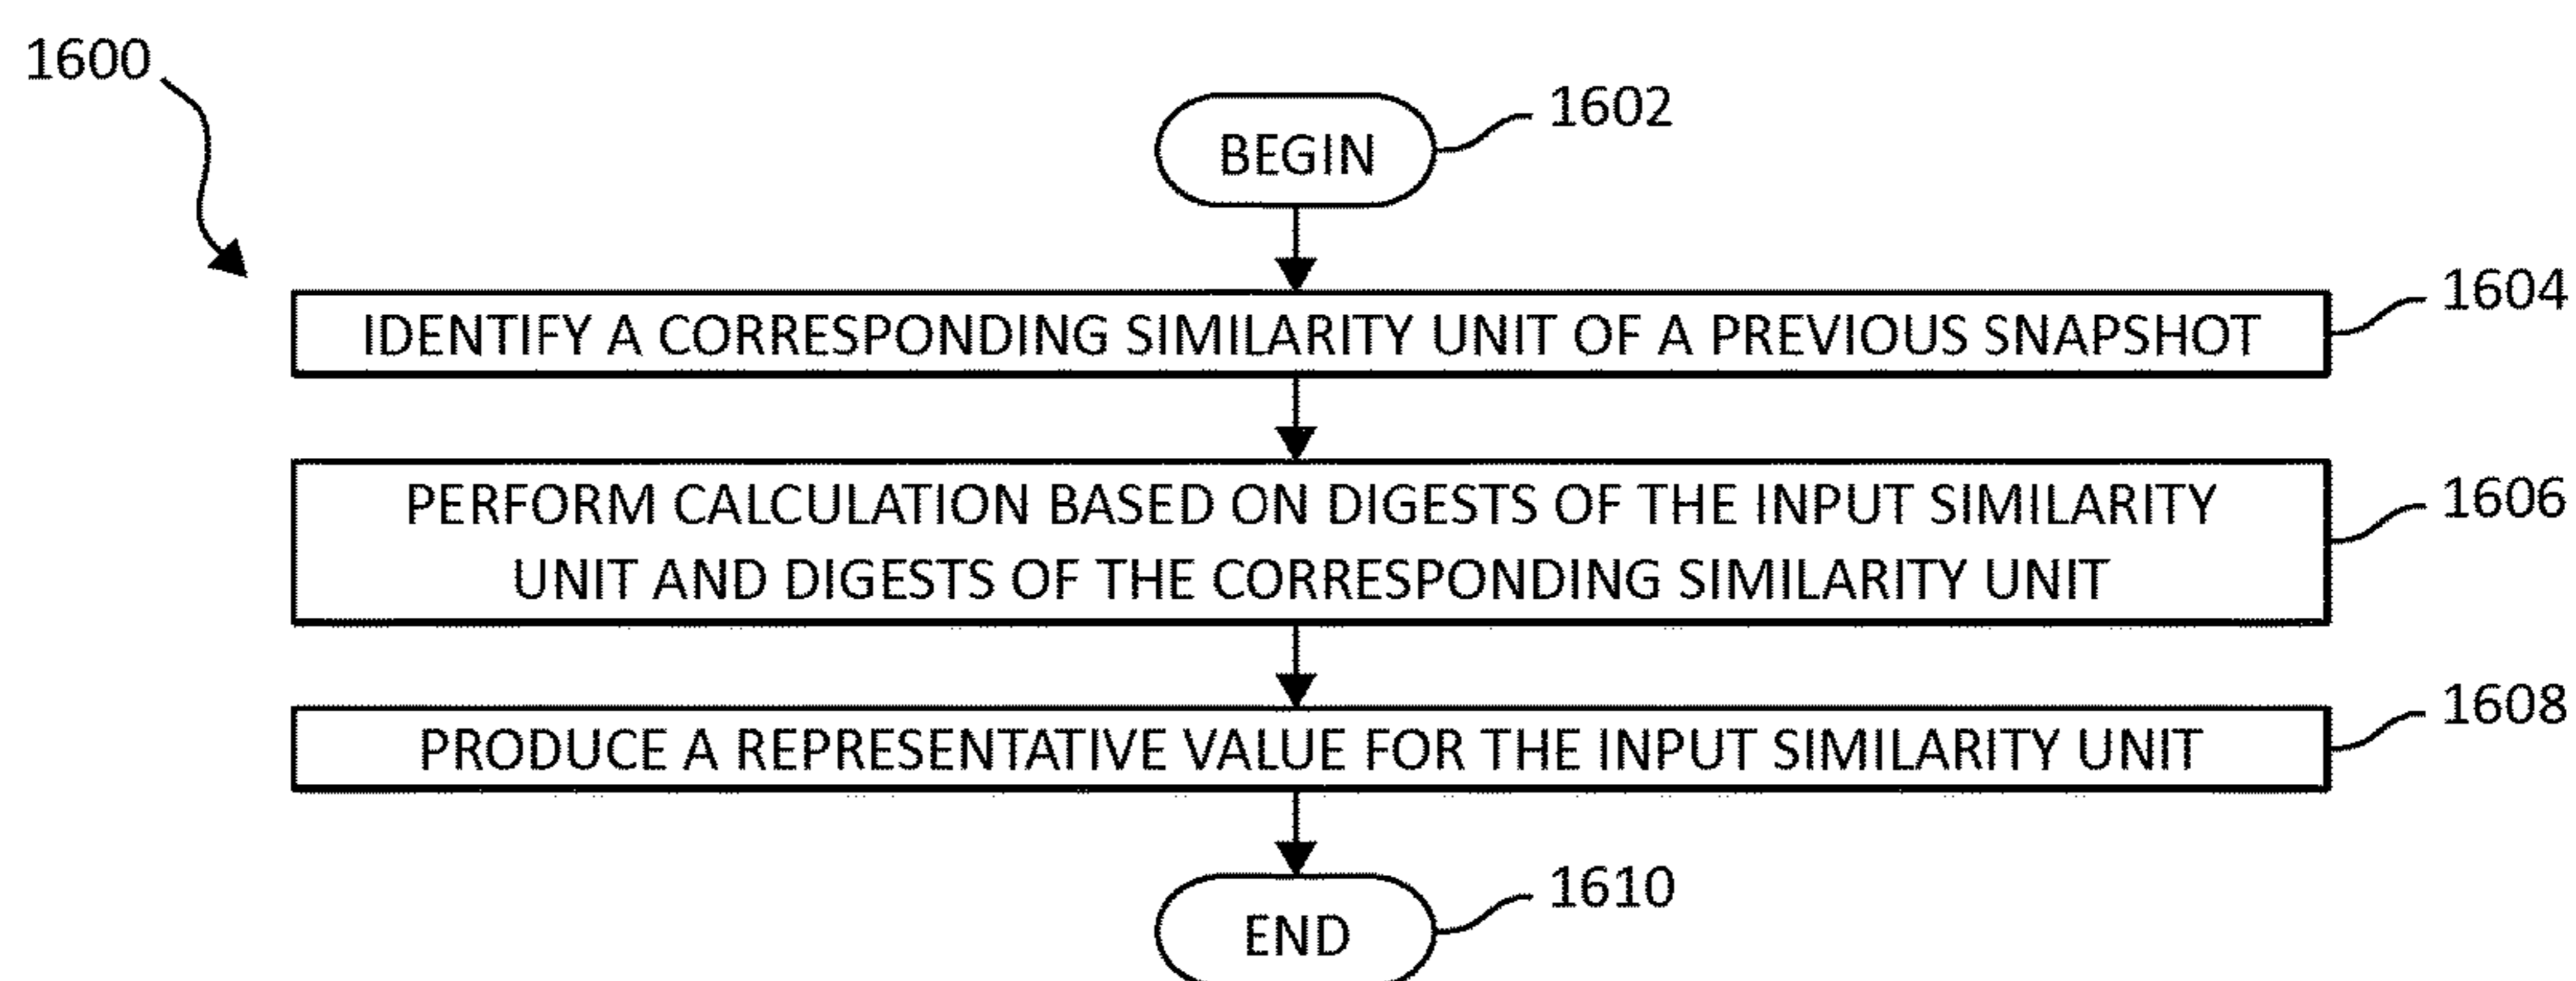 1600
BEGIN
1602
IDENTIFY A CORRESPONDING SIMILARITY UNIT OF A PREVIOUS SNAPSHOT
1604
PERFORM CALCULATION BASED ON DIGESTS OF THE INPUT SIMILARITY
UNIT AND DIGESTS OF THE CORRESPONDING SIMILARITY UNIT
1606
PRODUCE A REPRESENTATIVE VALUE FOR THE INPUT SIMILARITY UNIT
1608
END
1610